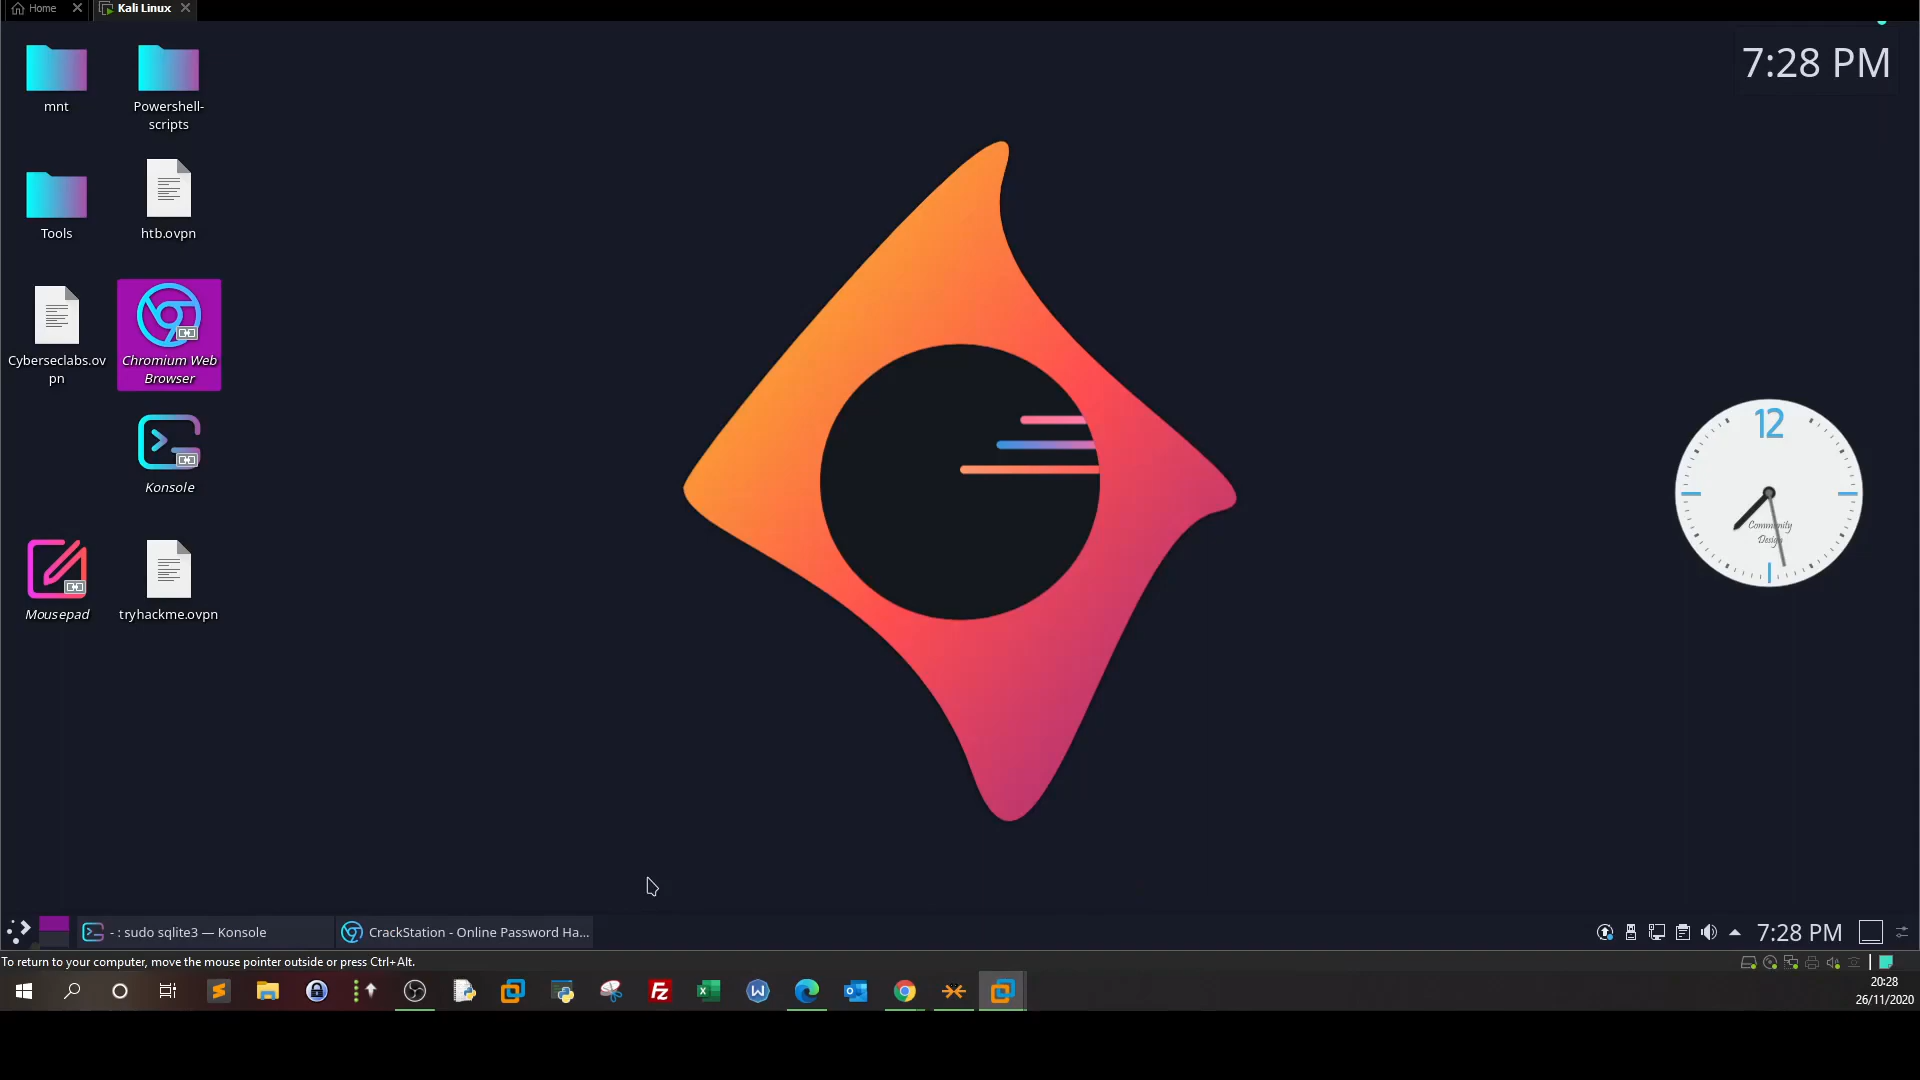 Home
Kali Linux
7:28 PM
mnt
Powershell-
scripts
Tools
htb.ovpn
Cyberseclabs.ov
pn
Chromium Web
Browser
Konsole
Mousepad
tryhackme.ovpn
12
Community
Design
- : sudo sqlite3 — Konsole
CrackStation - Online Password Ha...
7:28 PM
To return to your computer, move the mouse pointer outside or press Ctrl+Alt.
20:28
26/11/2020